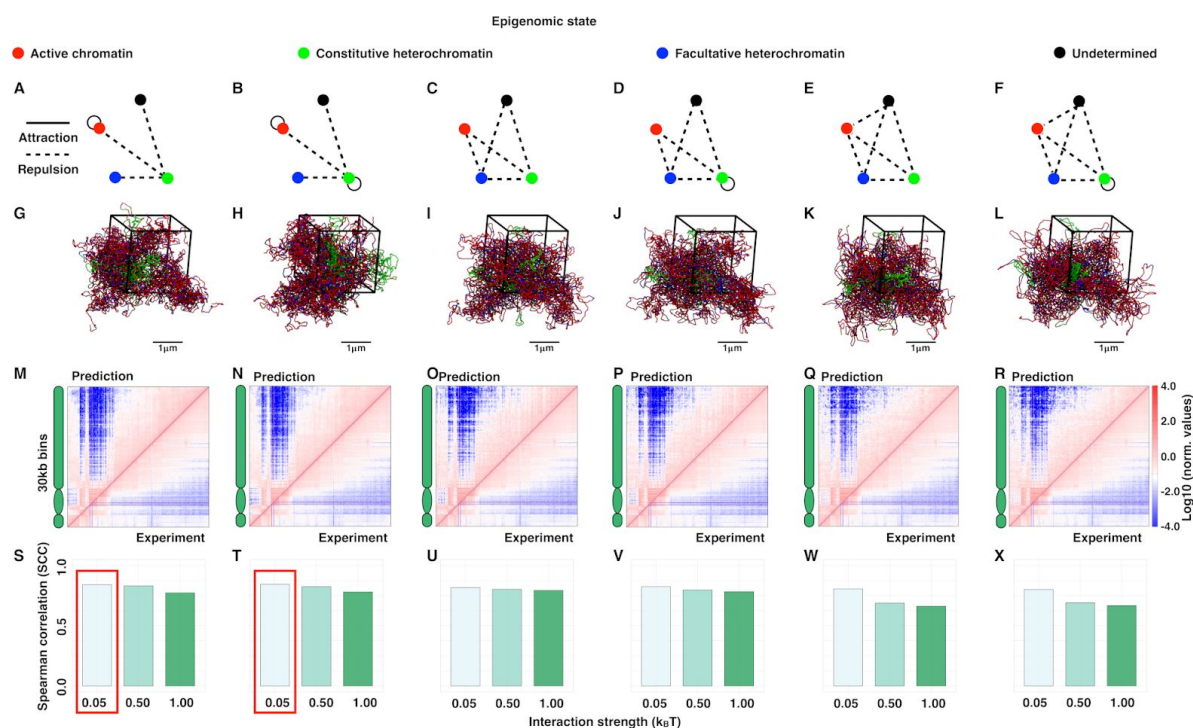 Epigenomic state
Active chromatin Constitutive heterochromatin Facultative heterochromatin Undetermined
A B C D E F
Attraction
Repulsion
G H I J K L
1μm 1μm 1μm 1μm 1μm 1μm
M Prediction N Prediction O Prediction P Prediction Q Prediction R Prediction
30kb bins
4.0
2.0
1.0
-2.0
-4.0
Log10 (norm. values)
Experiment Experiment Experiment Experiment Experiment Experiment
S T U V W X
Spearman correlation (SCC)
1.0
0.5
0.0
0.05 0.50 1.00 0.05 0.50 1.00 0.05 0.50 1.00 0.05 0.50 1.00 0.05 0.50 1.00 0.05 0.50 1.00
Interaction strength (kBT)